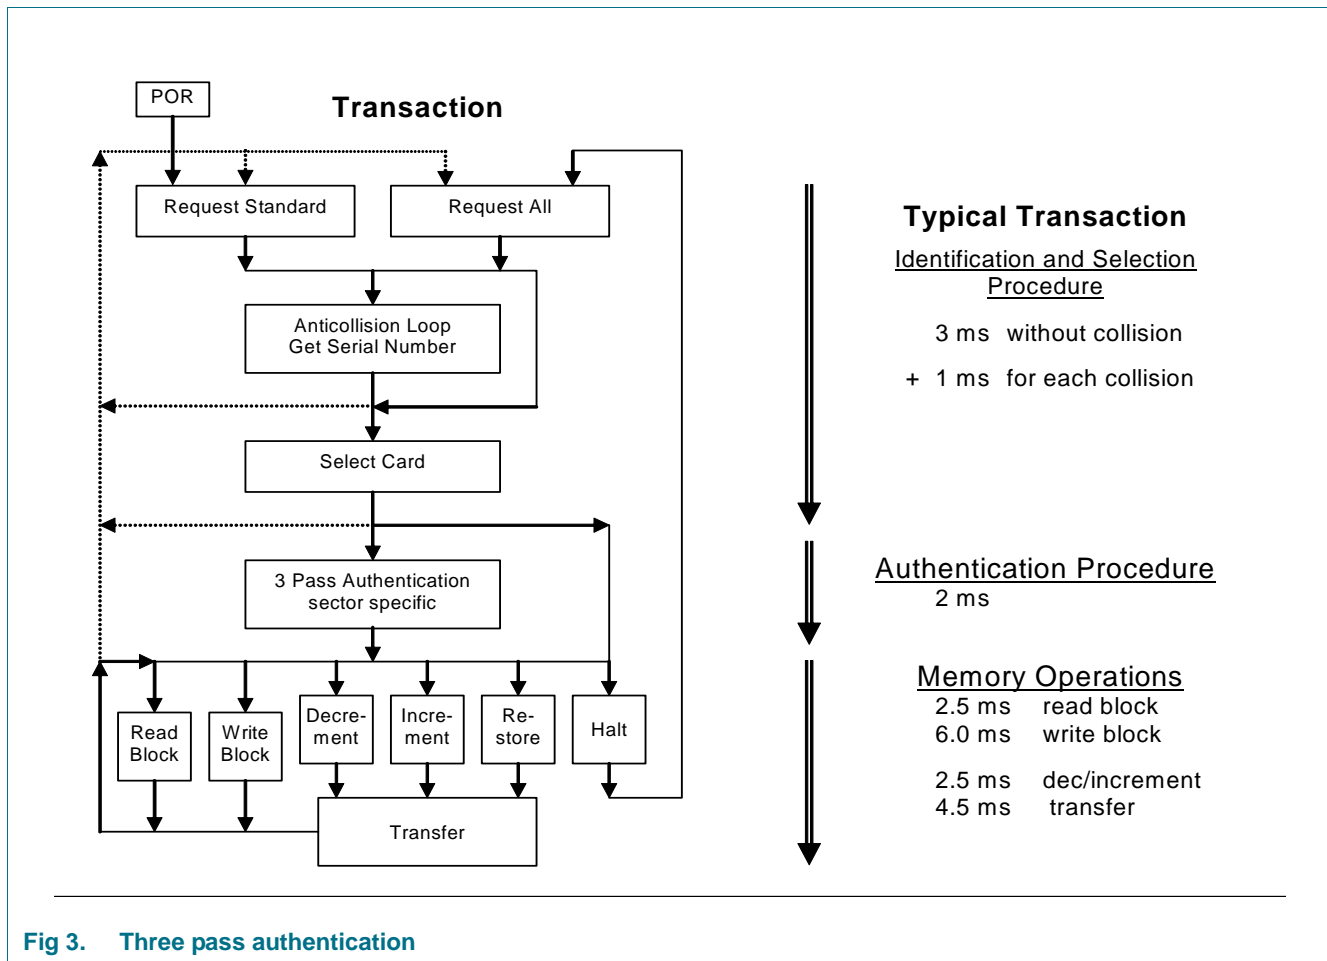 POR
Transaction
Request Standard
Request All
Anticollision Loop
Get Serial Number
Select Card
3 Pass Authentication
sector specific
Read
Block
Write
Block
Decre-
ment
Incre-
ment
Re-
store
Halt
Transfer
Typical Transaction
Identification and Selection
Procedure
3 ms without collision
+ 1 ms for each collision
Authentication Procedure
2 ms
Memory Operations
2.5 ms read block
6.0 ms write block
2.5 ms dec/increment
4.5 ms transfer
Fig 3. Three pass authentication